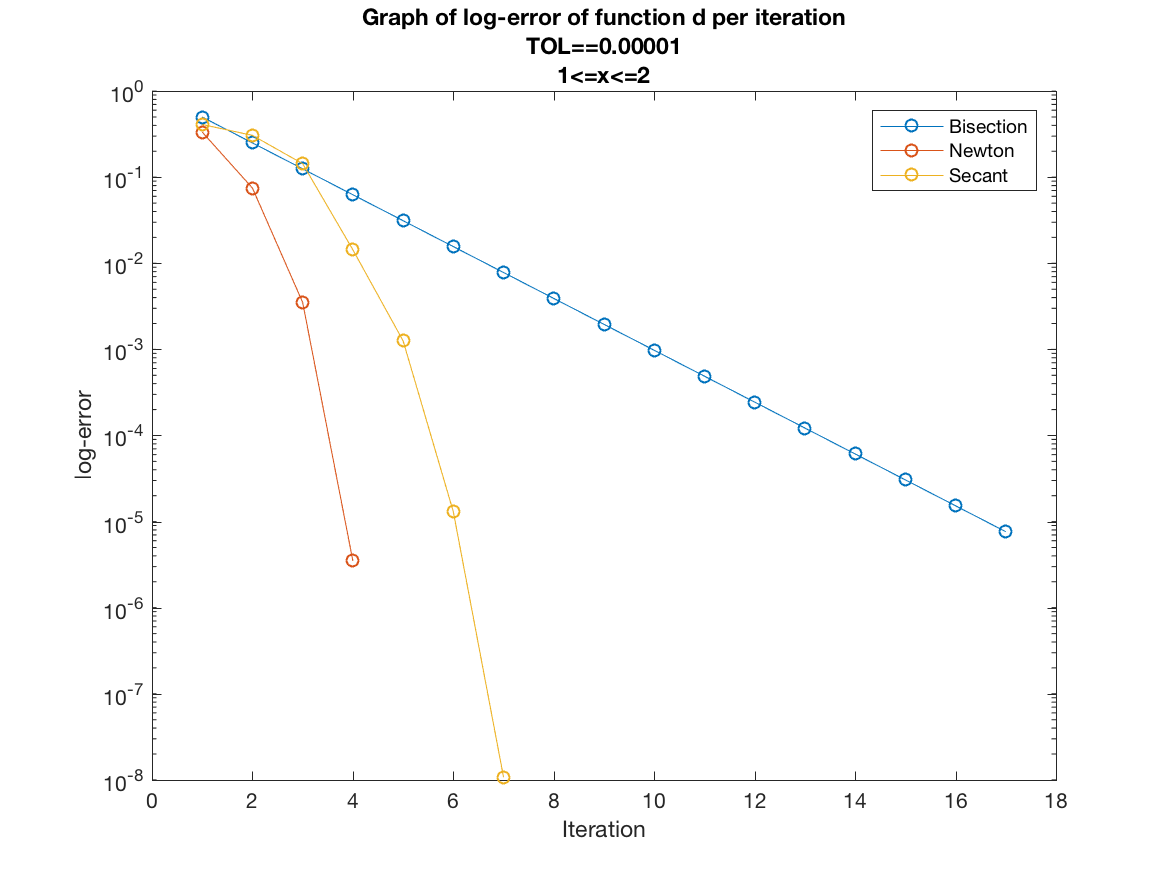 Graph of log-error of function d per iteration
TOL==0.00001
1<=x<=2
Bisection
Newton
Secant
log-error
10^0
10^-1
10^-2
10^-3
10^-4
10^-5
10^-6
10^-7
10^-8
0 2 4 6 8 10 12 14 16 18
Iteration